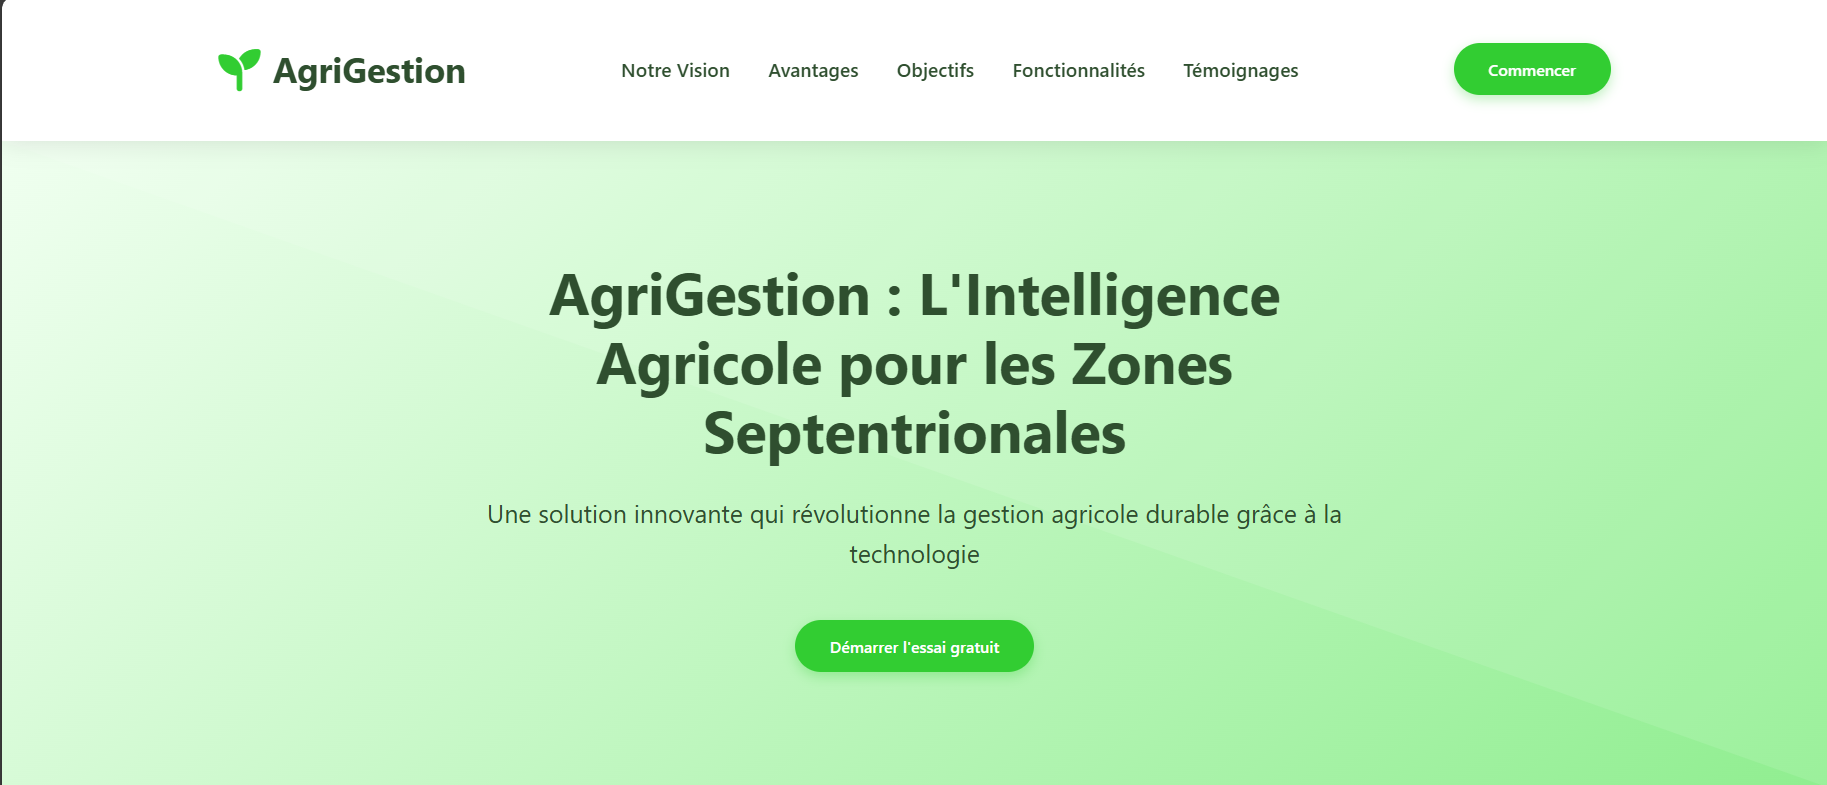 AgriGestion
Notre Vision
Avantages
Objectifs
Fonctionnalités
Témoignages
Commencer
AgriGestion : L'Intelligence
Agricole pour les Zones
Septentrionales
Une solution innovante qui révolutionne la gestion agricole durable grâce à la
technologie
Démarrer l'essai gratuit